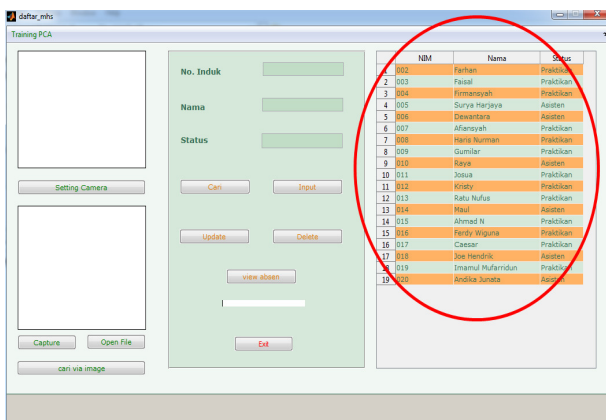 daftar_mhs
Training PCA
No. Induk
Nama
Status
Cari Input
Update Delete
view absen
Exit
Setting Camera
Capture Open File
cari via image
NIM Nama Status
1 002 Farhan Praktikan
2 003 Faisal Praktikan
3 004 Firmansyah Praktikan
4 005 Surya Harjaya Asisten
5 006 Dewantara Asisten
6 007 Afiansyah Praktikan
7 008 Haris Nurman Praktikan
8 009 Gumilar Praktikan
9 010 Raya Asisten
10 011 Josua Praktikan
11 012 Kristy Praktikan
12 013 Ratu Nufus Praktikan
13 014 Maul Asisten
14 015 Ahmad N Praktikan
15 016 Ferdy Wiguna Praktikan
16 017 Caesar Praktikan
17 018 Joe Hendrik Asisten
18 019 Imamul Mufarridun Praktikan
19 020 Andika Junata Asisten